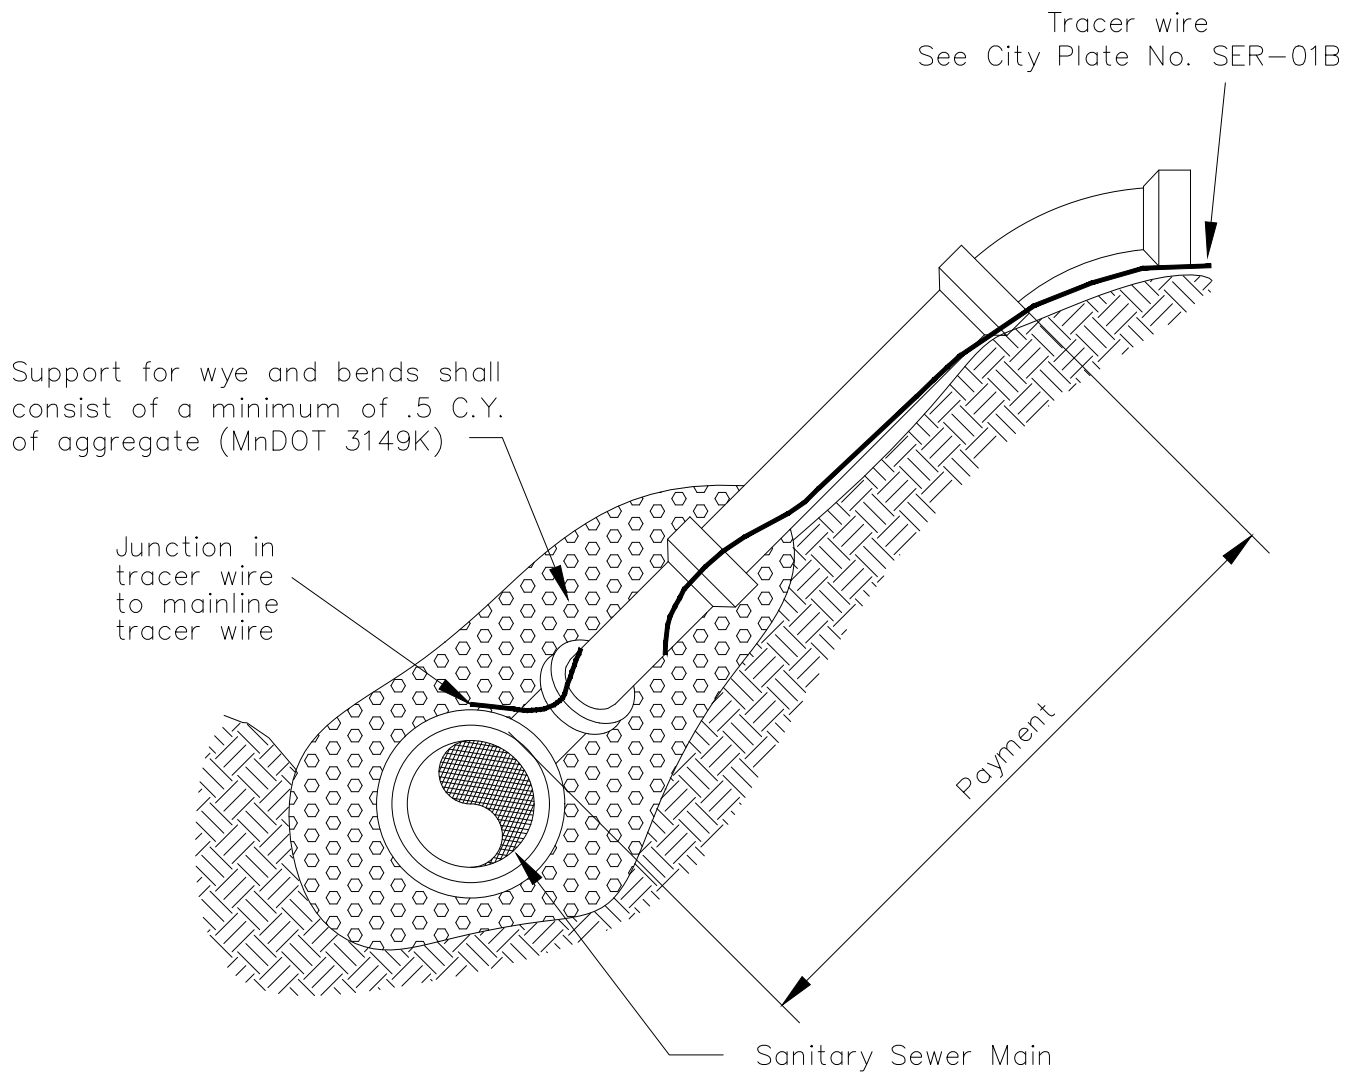 Tracer wire
See City Plate No. SER-01B
Support for wye and bends shall
consist of a minimum of .5 C.Y.
of aggregate (MnDOT 3149K)
Junction in
tracer wire
to mainline
tracer wire
Payment
Sanitary Sewer Main